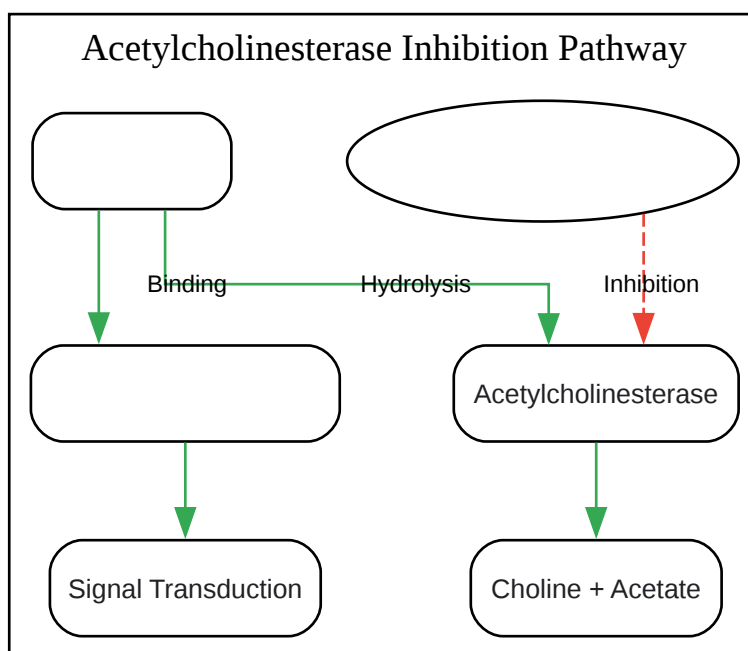 Acetylcholinesterase Inhibition Pathway
Binding
Hydrolysis
Inhibition
Acetylcholinesterase
Signal Transduction
Choline + Acetate